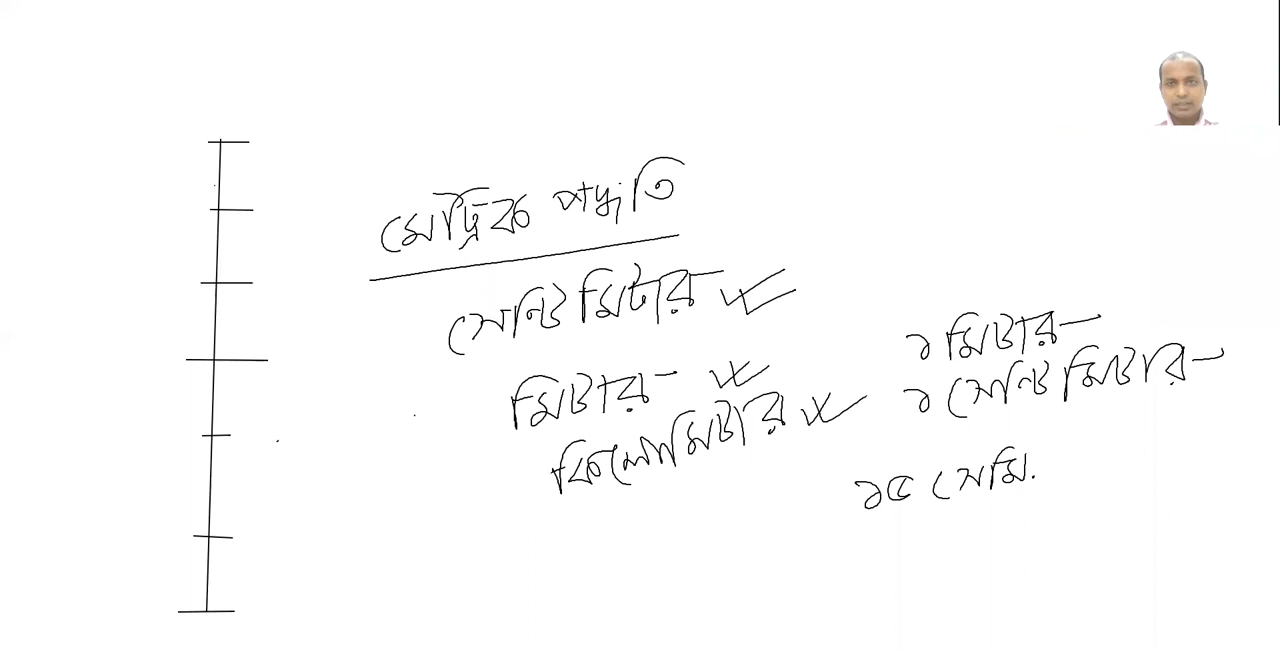 মেট্রিক পদ্ধতি
সেন্টিমিটার
মিটার
কিলোমিটার
১ মিটার
১ সেন্টিমিটার
১৫ সেমি.